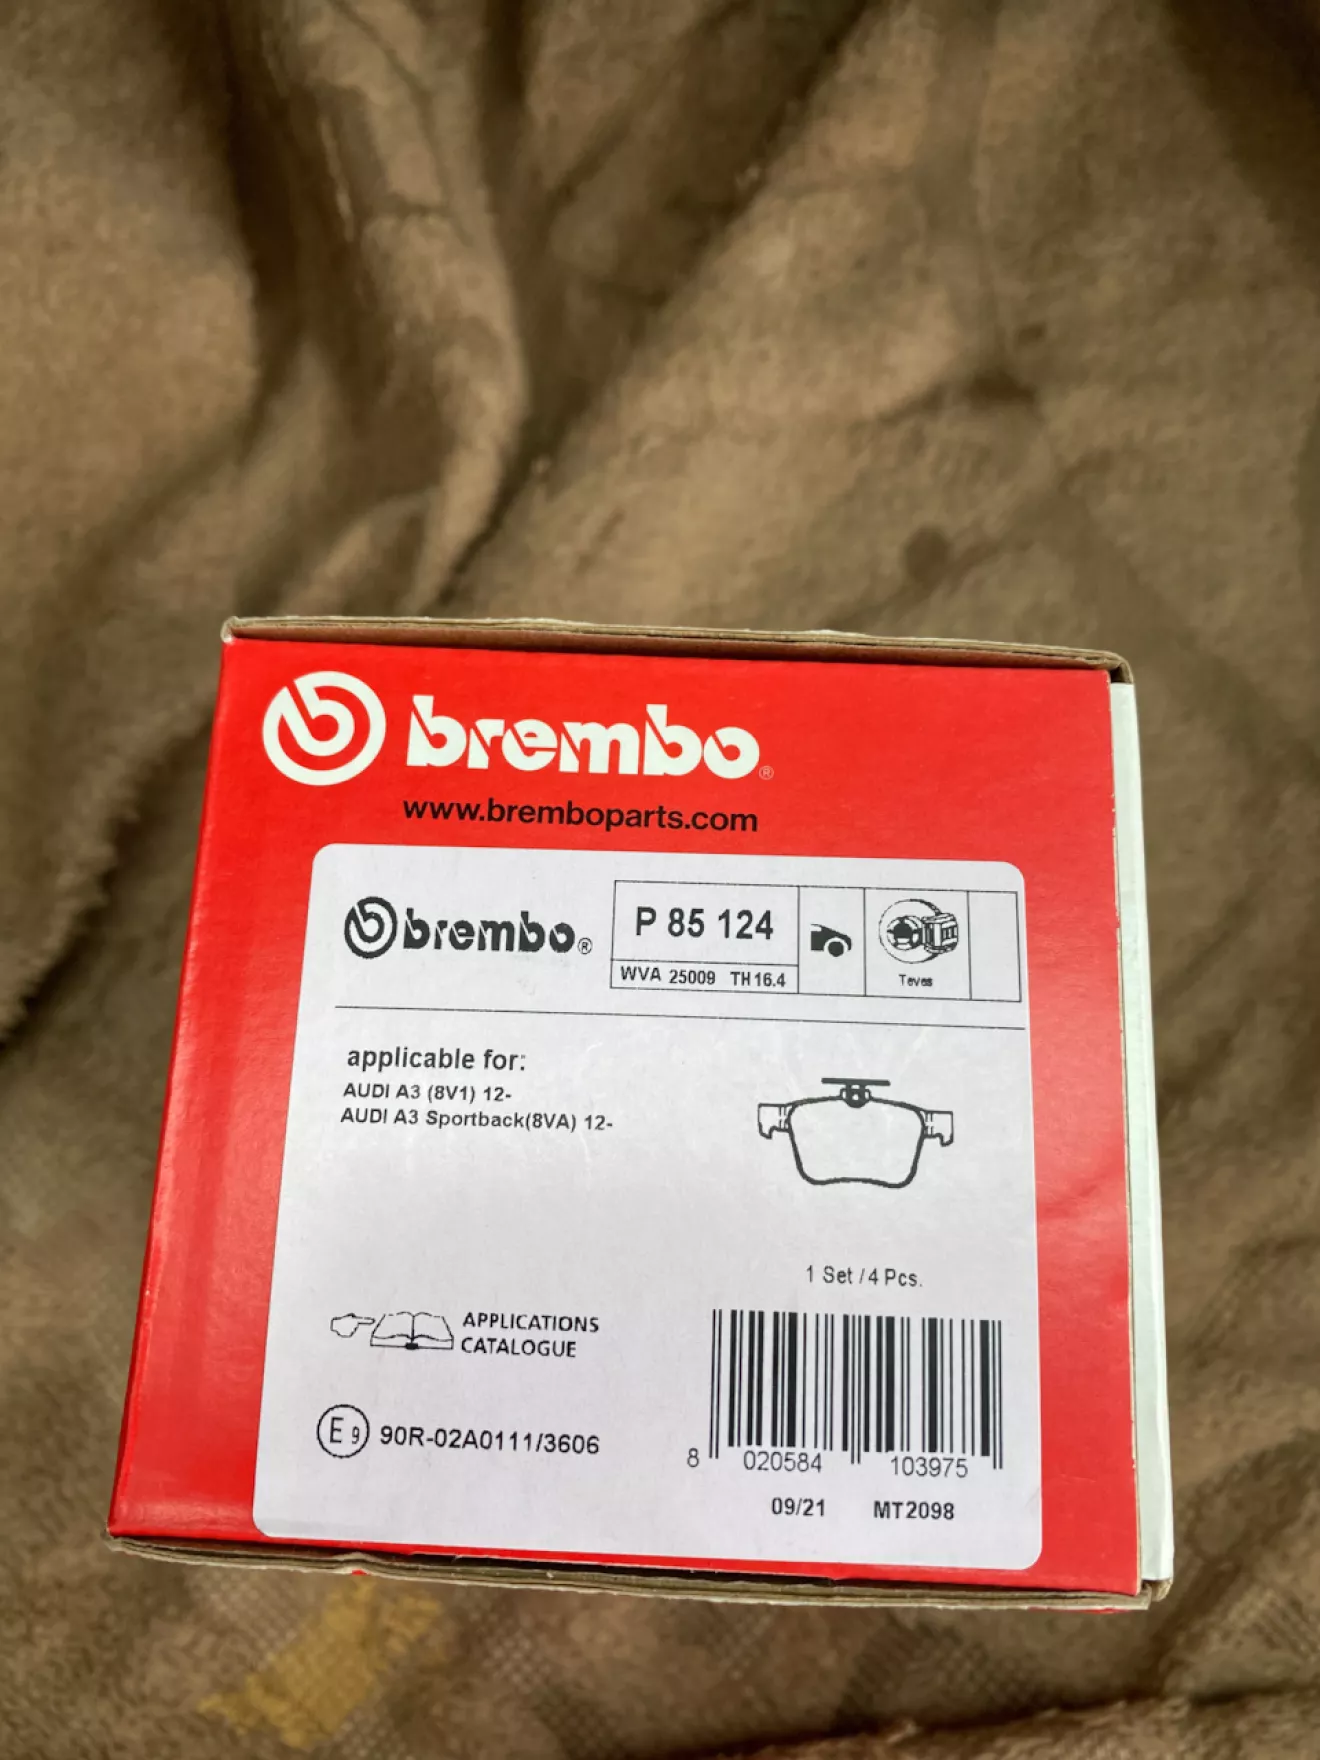 brembo®
www.bremboparts.com
brembo®
P 85 124
WVA 25009 TH 16.4
Teves
applicable for:
AUDI A3 (8V1) 12-
AUDI A3 Sportback(8VA) 12-
1 Set / 4 Pcs.
APPLICATIONS
CATALOGUE
E9 90R-02A0111/3606
8 020584 103975
09/21 MT2098